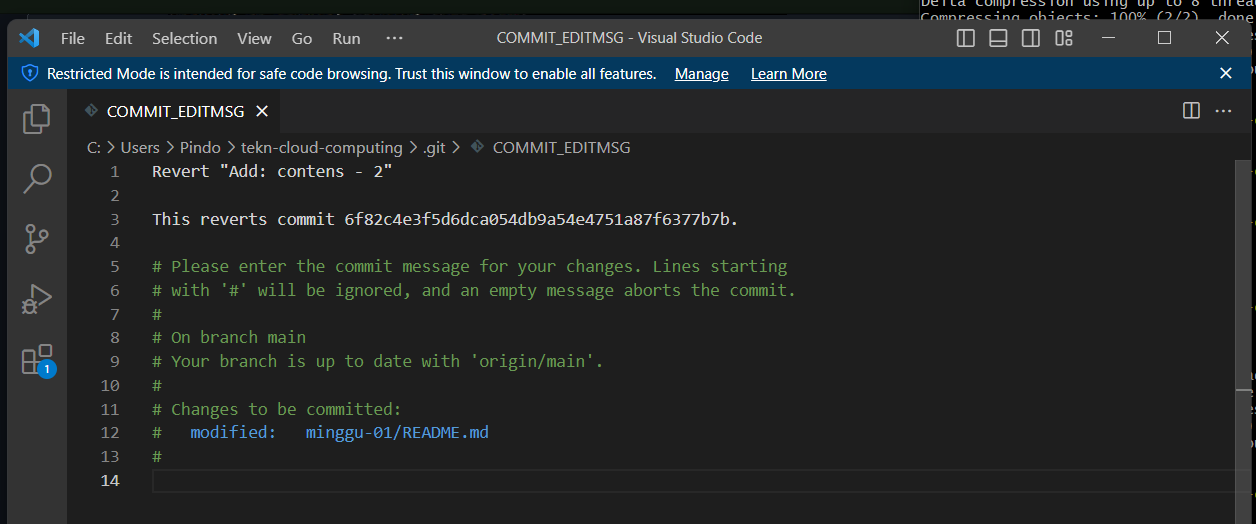 Delta compression using up to 8 threa
Compressing objects: 100% (2/2), done
File Edit Selection View Go Run ··· COMMIT_EDITMSG - Visual Studio Code
Restricted Mode is intended for safe code browsing. Trust this window to enable all features. Manage Learn More
COMMIT_EDITMSG
C: > Users > Pindo > tekn-cloud-computing > .git > COMMIT_EDITMSG
1 Revert "Add: contens - 2"
2
3 This reverts commit 6f82c4e3f5d6dca054db9a54e4751a87f6377b7b.
4
5 # Please enter the commit message for your changes. Lines starting
6 # with '#' will be ignored, and an empty message aborts the commit.
7 #
8 # On branch main
9 # Your branch is up to date with 'origin/main'.
10 #
11 # Changes to be committed:
12 # modified: minggu-01/README.md
13 #
14
1